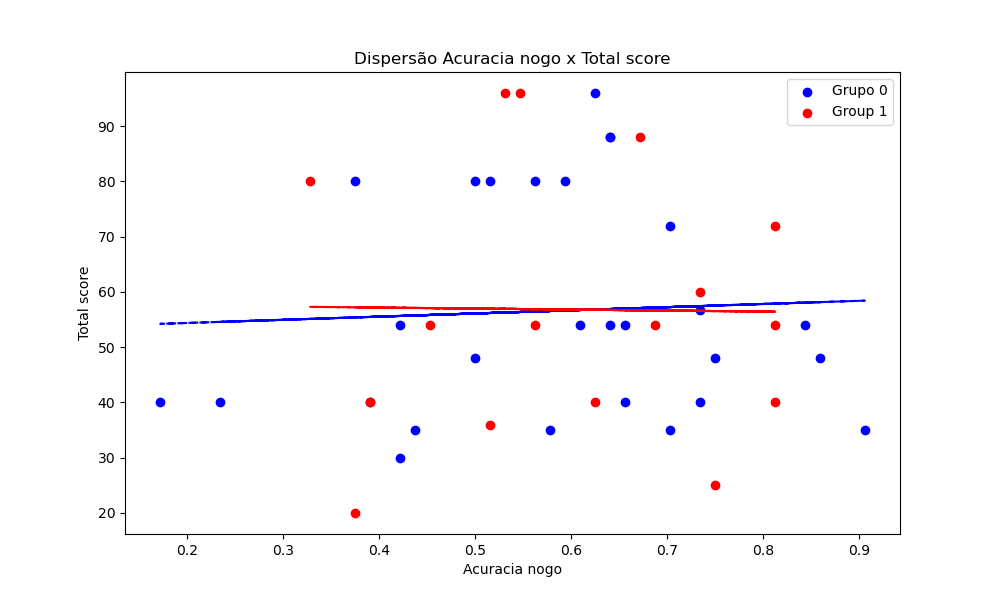 Dispersão Acuracia nogo x Total score
Grupo 0
Group 1
Total score
90
80
70
60
50
40
30
20
0.2 0.3 0.4 0.5 0.6 0.7 0.8 0.9
Acuracia nogo